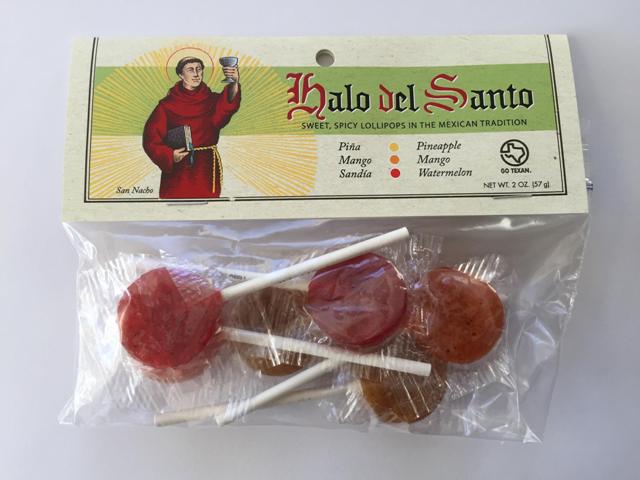 Halo del Santo
SWEET, SPICY LOLLIPOPS IN THE MEXICAN TRADITION
Piña Pineapple
Mango Mango
Sandía Watermelon
GO TEXAN.
San Nacho
NET WT. 2 OZ. (57 g)